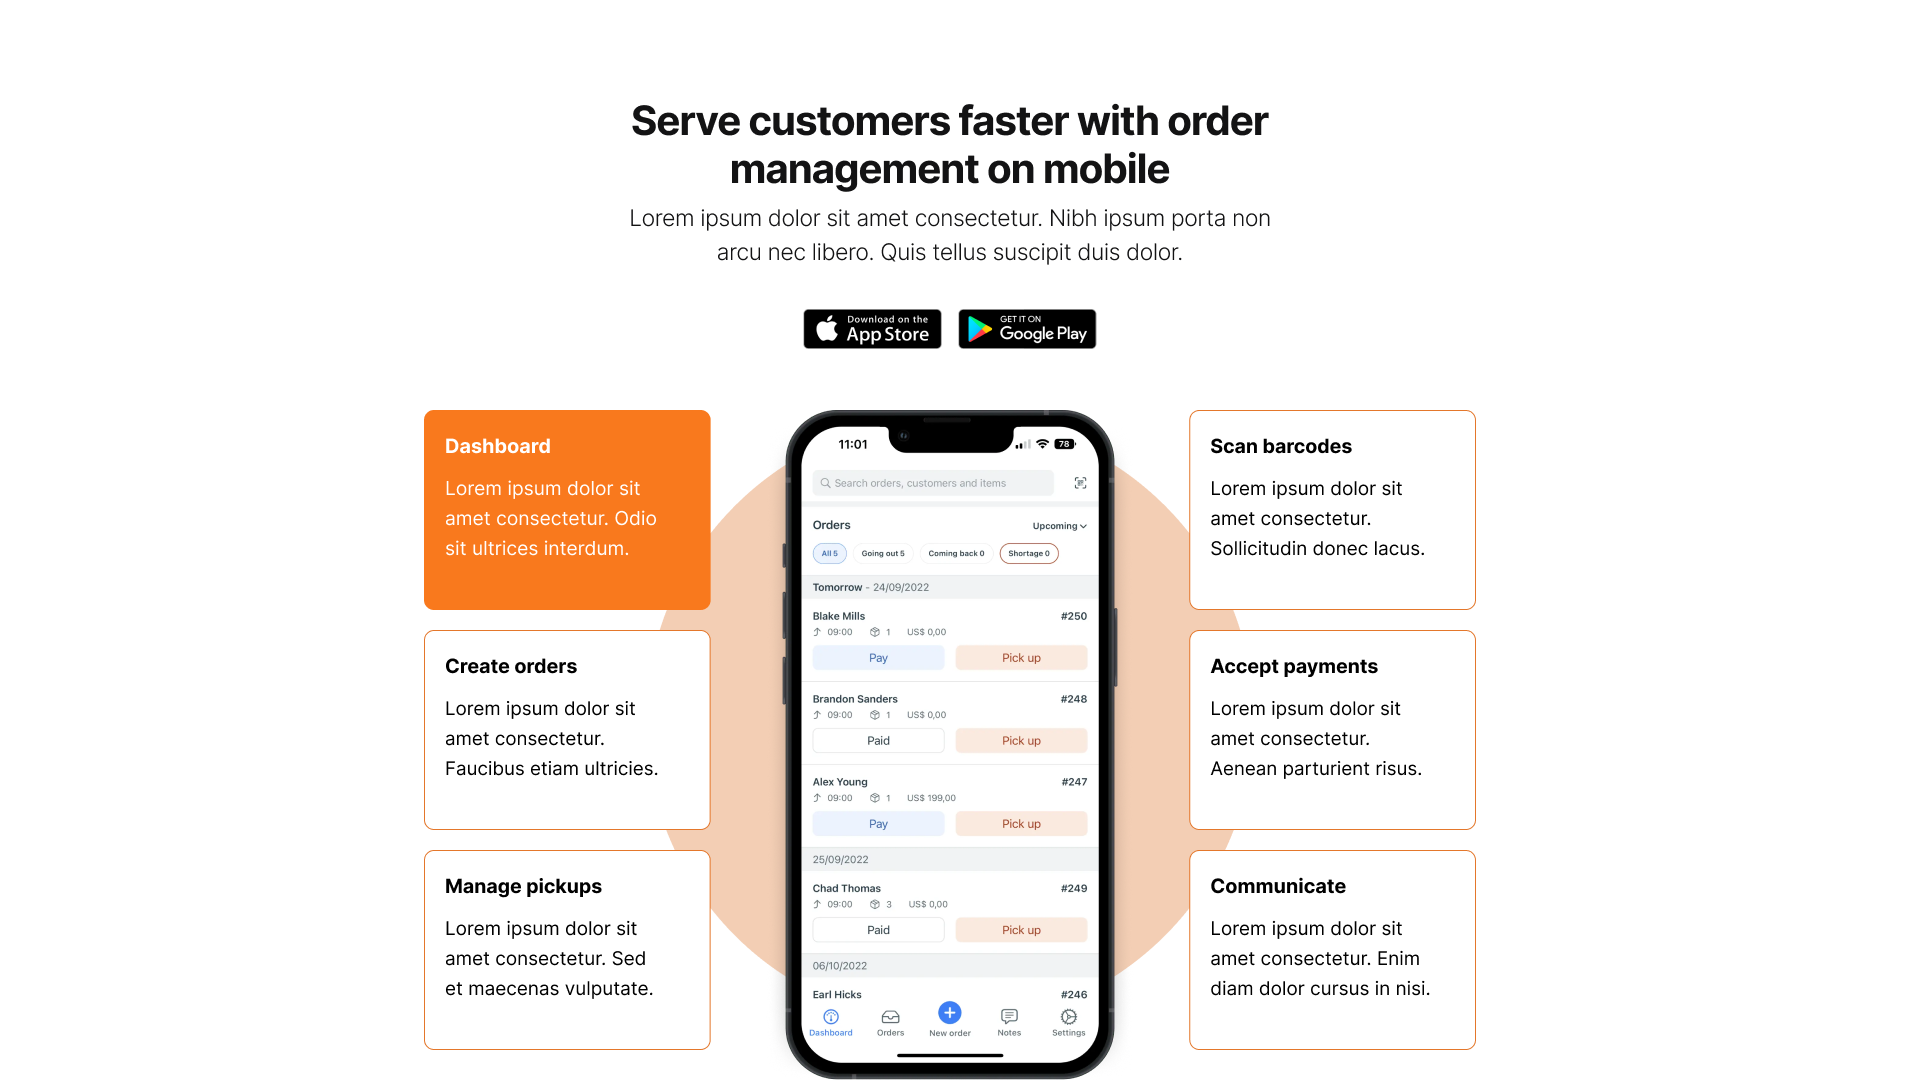 Serve customers faster with order
management on mobile
Lorem ipsum dolor sit amet consectetur. Nibh ipsum porta non
arcu nec libero. Quis tellus suscipit duis dolor.
Download on the
App Store
GET IT ON
Google Play
Dashboard
Lorem ipsum dolor sit
amet consectetur. Odio
sit ultrices interdum.
Create orders
Lorem ipsum dolor sit
amet consectetur.
Faucibus etiam ultricies.
Manage pickups
Lorem ipsum dolor sit
amet consectetur. Sed
et maecenas vulputate.
11:01 78
Search orders, customers and items
Orders Upcoming
All 5 Going out 5 Coming back 0 Shortage 0
Tomorrow - 24/09/2022
Blake Mills #250
09:00 1 US$ 0,00
Pay Pick up
Brandon Sanders #248
09:00 1 US$ 0,00
Paid Pick up
Alex Young #247
09:00 1 US$ 199,00
Pay Pick up
25/09/2022
Chad Thomas #249
09:00 3 US$ 0,00
Paid Pick up
06/10/2022
Earl Hicks #246
Dashboard Orders New order Notes Settings
Scan barcodes
Lorem ipsum dolor sit
amet consectetur.
Sollicitudin donec lacus.
Accept payments
Lorem ipsum dolor sit
amet consectetur.
Aenean parturient risus.
Communicate
Lorem ipsum dolor sit
amet consectetur. Enim
diam dolor cursus in nisi.